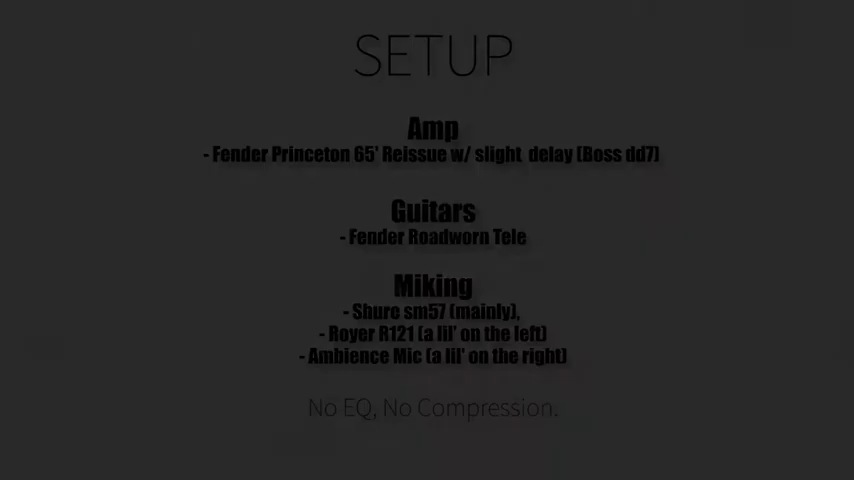 SETUP
Amp
- Fender Princeton 65' Reissue w/ slight delay (Boss dd7)
Guitars
- Fender Roadworn Tele
Miking
- Shure sm57 (mainly),
- Royer R121 (a lil' on the left)
- Ambience Mic (a lil' on the right)
No EQ, No Compression.